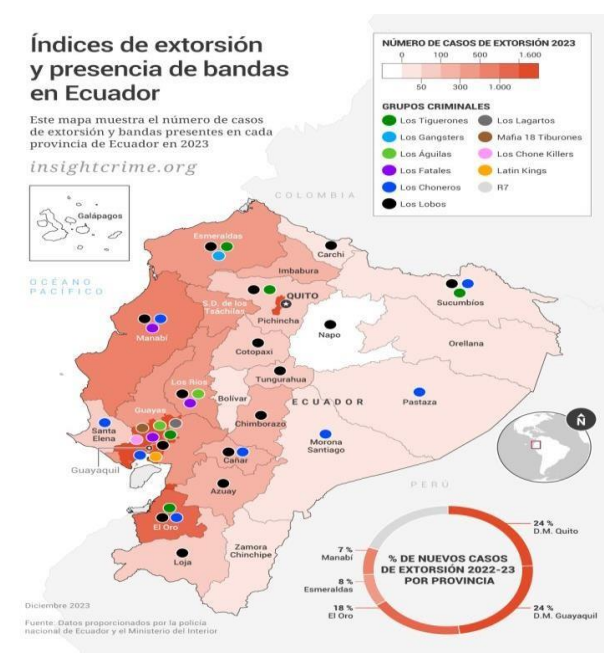 Índices de extorsión
y presencia de bandas
en Ecuador
Este mapa muestra el número de casos
de extorsión y bandas presentes en cada
provincia de Ecuador en 2023
insightcrime.org
NÚMERO DE CASOS DE EXTORSIÓN 2023
0 100 500 1.600
50 300 1.000
GRUPOS CRIMINALES
Los Tiguerones
Los Gangsters
Los Águilas
Los Fatales
Los Choneros
Los Lobos
Los Lagartos
Mafia 18 Tiburones
Los Chone Killers
Latin Kings
R7
Galápagos
COLOMBIA
OCÉANO
PACÍFICO
Esmeraldas
Carchi
Imbabura
S.D. de los
Tsáchilas
QUITO
Pichincha
Sucumbíos
Manabí
Napo
Orellana
Cotopaxi
Tungurahua
Los Ríos
Bolívar
ECUADOR
Pastaza
Guayas
Chimborazo
Santa
Elena
Morona
Santiago
Guayaquil
Cañar
Azuay
PERÚ
El Oro
Loja
Zamora
Chinchipe
N
% DE NUEVOS CASOS
DE EXTORSIÓN 2022-23
POR PROVINCIA
24 %
D.M. Quito
24 %
D.M. Guayaquil
18 %
El Oro
8 %
Esmeraldas
7 %
Manabí
Diciembre 2023
Fuente: Datos proporcionados por la policía
nacional de Ecuador y el Ministerio del Interior